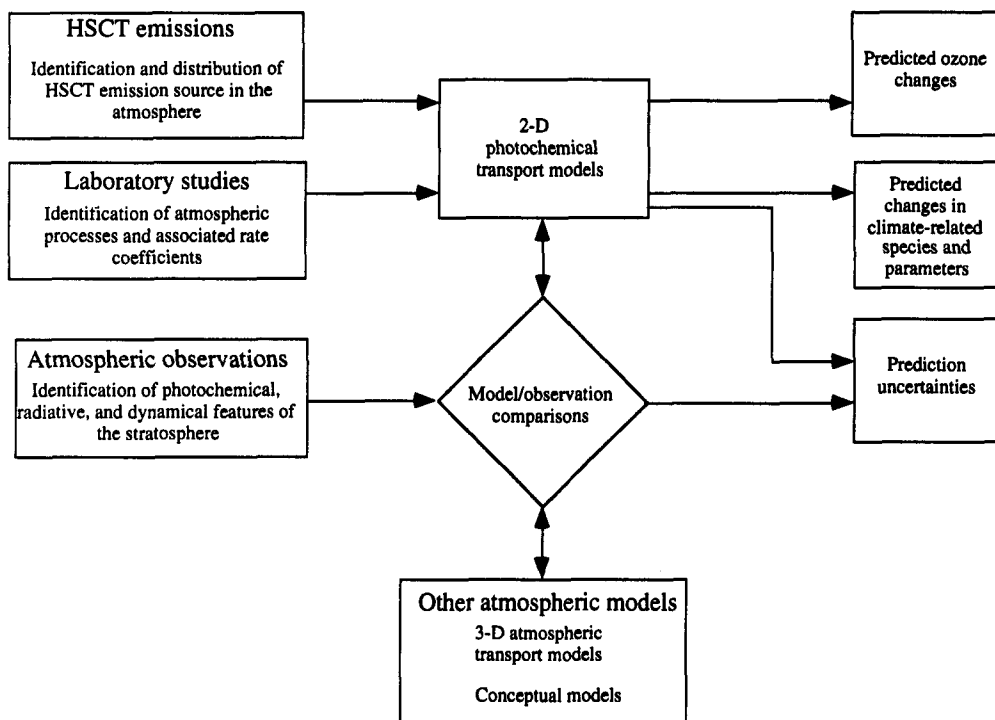 HSCT emissions
Identification and distribution of
HSCT emission source in the
atmosphere
Laboratory studies
Identification of atmospheric
processes and associated rate
coefficients
Atmospheric observations
Identification of photochemical,
radiative, and dynamical features of
the stratosphere
2-D
photochemical
transport models
Model/observation
comparisons
Other atmospheric models
3-D atmospheric
transport models
Conceptual models
Predicted ozone
changes
Predicted
changes in
climate-related
species and
parameters
Prediction
uncertainties